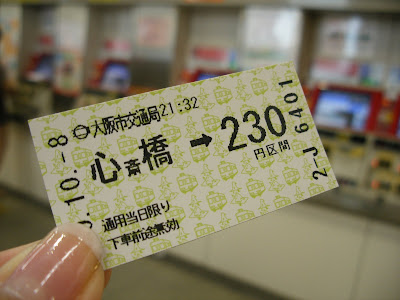 大阪市交通局21:32
心斎橋 ➡ 230
円区間
通用当日限り
下車前途無効
.10.-8
2-J 6401